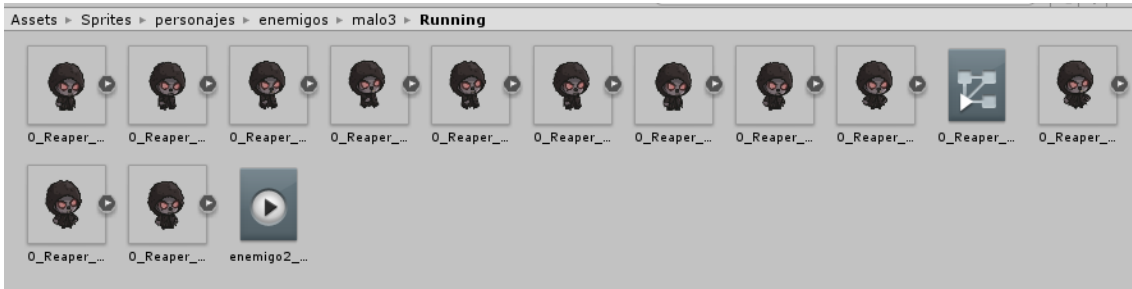 Assets ▸ Sprites ▸ personajes ▸ enemigos ▸ malo3 ▸ Running
0_Reaper_... 0_Reaper_... 0_Reaper_... 0_Reaper_... 0_Reaper_... 0_Reaper_... 0_Reaper_... 0_Reaper_... 0_Reaper_... 0_Reaper_... 0_Reaper_...
0_Reaper_... 0_Reaper_... enemigo2_...